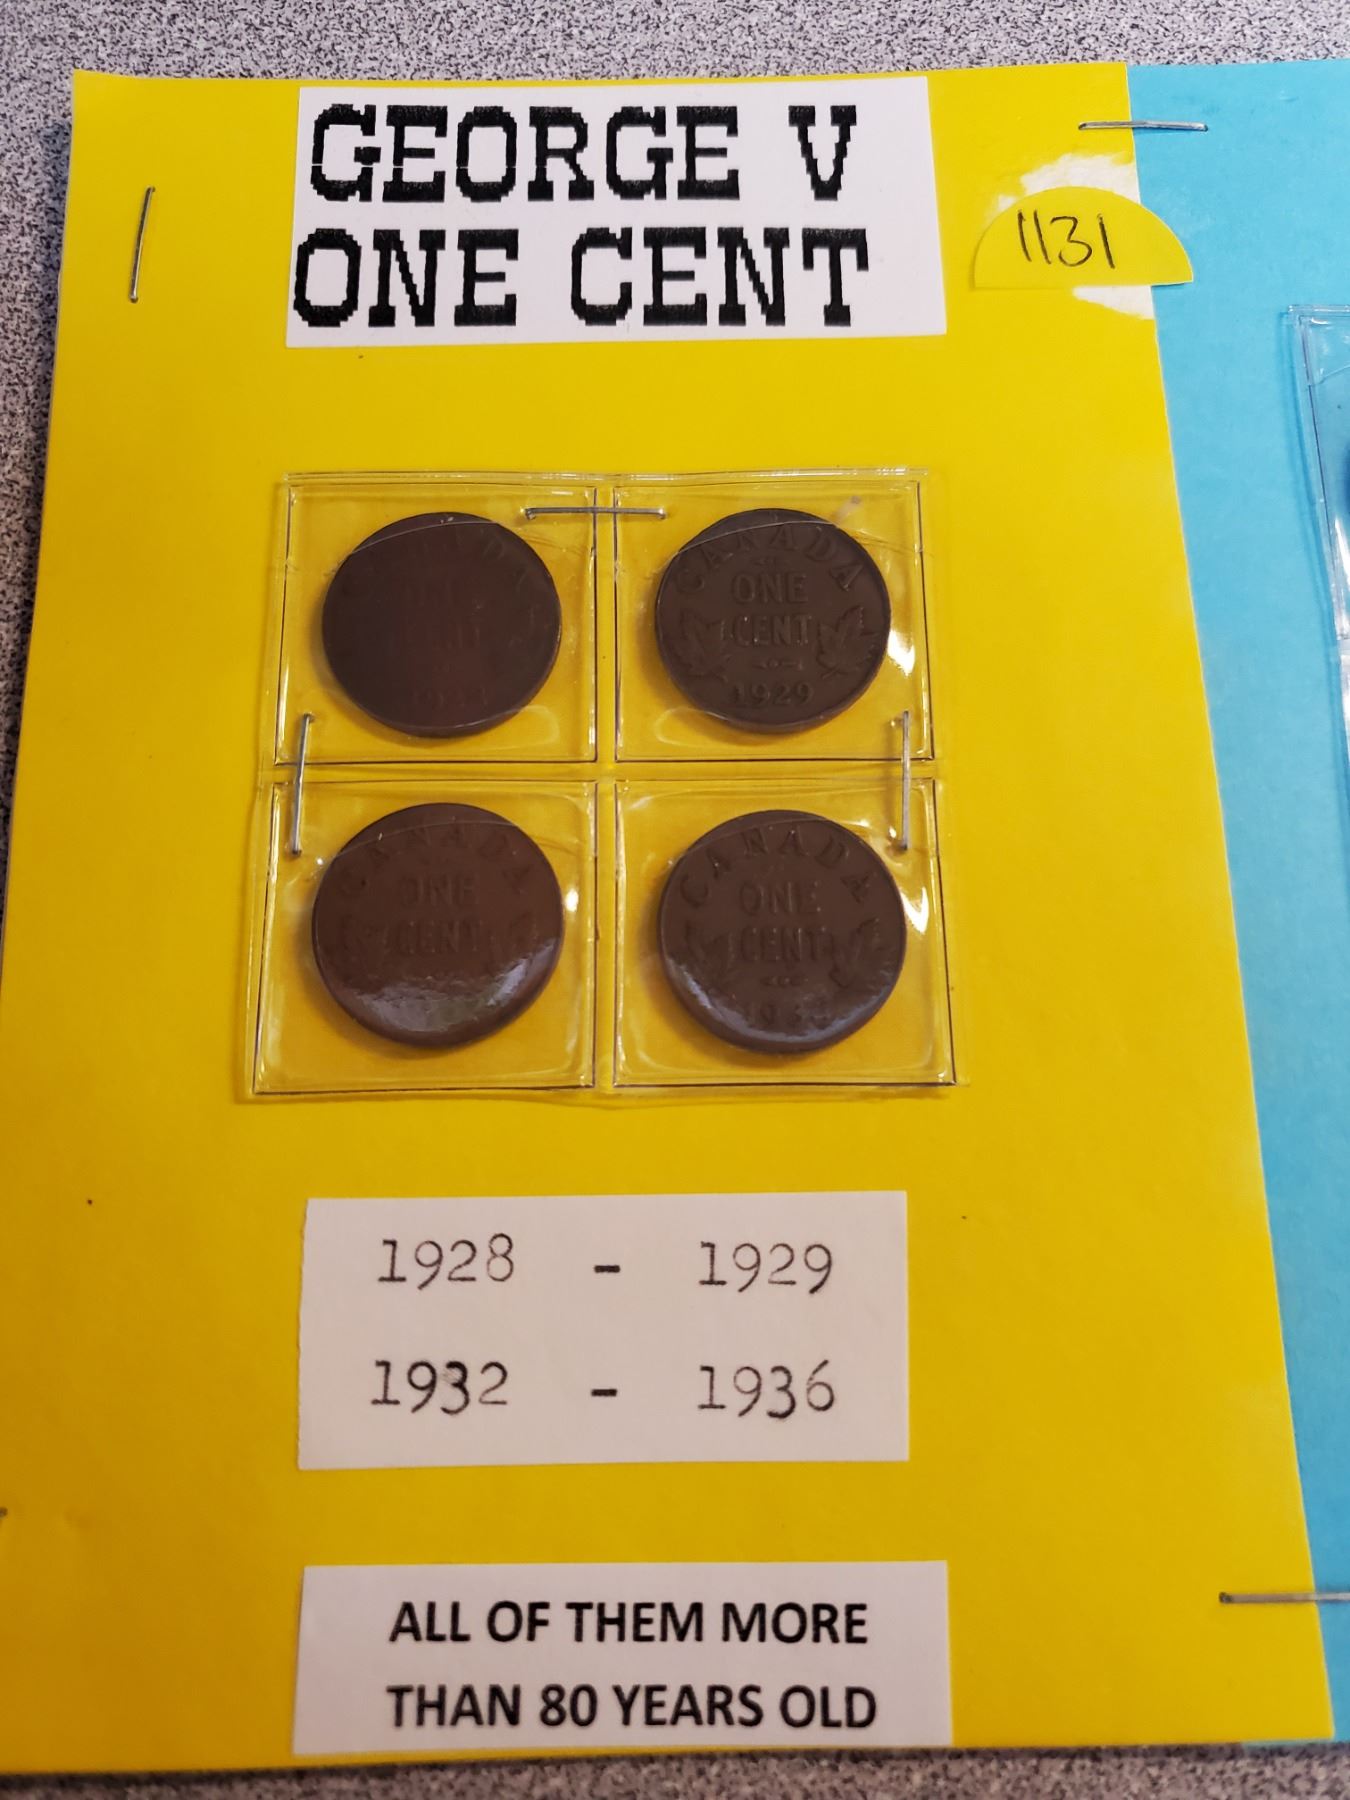 GEORGE V
ONE CENT
1131
CANADA
ONE
CENT
1929
CANADA
ONE
CENT
CANADA
ONE
CENT
1928 - 1929
1932 - 1936
ALL OF THEM MORE
THAN 80 YEARS OLD